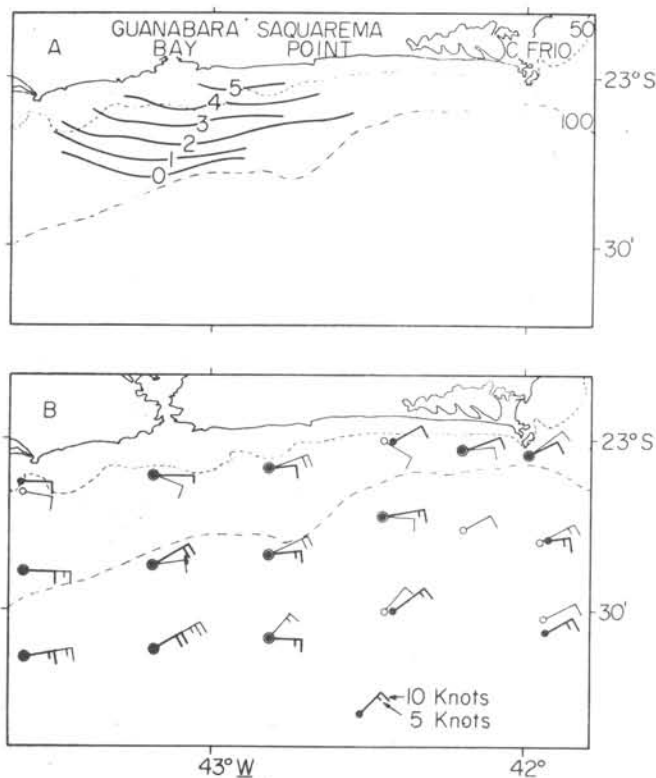 A
GUANABARA SAQUAREMA
BAY POINT
C. FRIO
50
23°S
100
5
4
3
2
1
0
30'
B
23°S
30'
10 Knots
5 Knots
43°W
42°